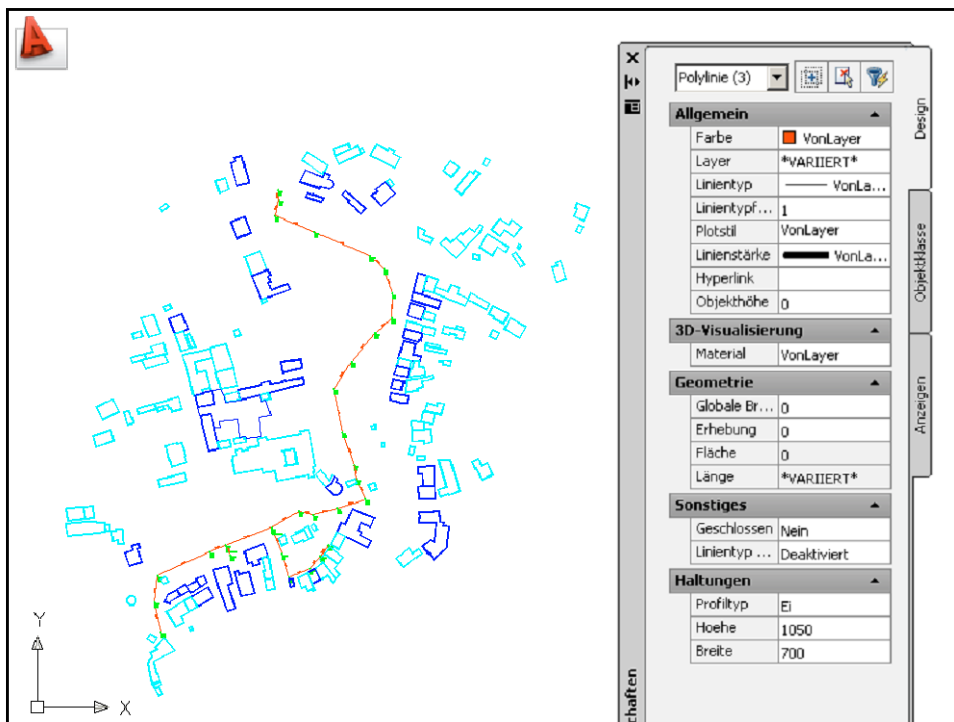 A
Polylinie (3)
Allgemein
Farbe VonLayer
Layer *VARIIERT*
Linientyp VonLa...
Linientypf... 1
Plotstil VonLayer
Linienstärke VonLa...
Hyperlink
Objekthöhe 0
3D-Visualisierung
Material VonLayer
Geometrie
Globale Br... 0
Erhebung 0
Fläche 0
Länge *VARIIERT*
Sonstiges
Geschlossen Nein
Linientyp ... Deaktiviert
Haltungen
Profiltyp Ei
Hoehe 1050
Breite 700
Design
Objektklasse
Anzeigen
chaften
Y
X